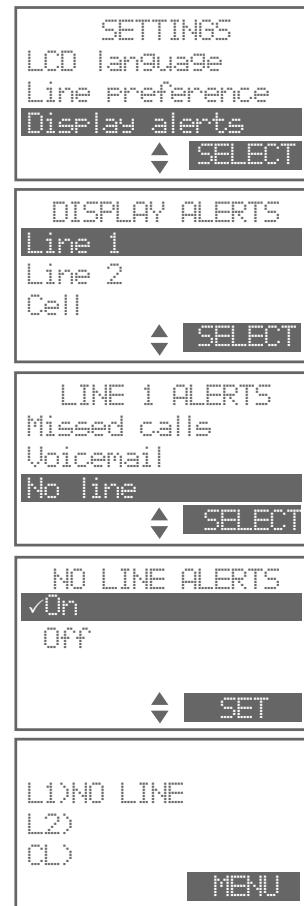 SETTINGS
LCD language
Line preference
Display alerts
SELECT
DISPLAY ALERTS
Line 1
Line 2
Cell
SELECT
LINE 1 ALERTS
Missed calls
Voicemail
No line
SELECT
NO LINE ALERTS
✓On
Off
SET
L1)NO LINE
L2)
CL)
MENU